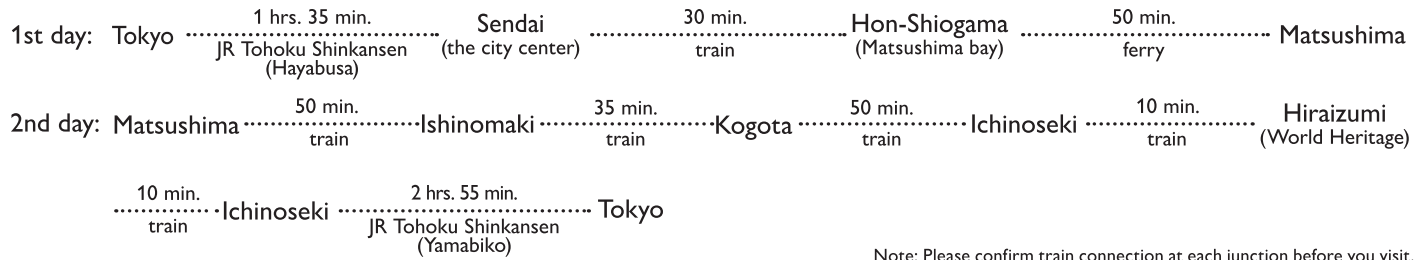 1st day: Tokyo 1 hrs. 35 min. JR Tohoku Shinkansen (Hayabusa) Sendai (the city center) 30 min. train Hon-Shiogama (Matsushima bay) 50 min. ferry Matsushima
2nd day: Matsushima 50 min. train Ishinomaki 35 min. train Kogota 50 min. train Ichinoseki 10 min. train Hiraizumi (World Heritage)
10 min. train Ichinoseki 2 hrs. 55 min. JR Tohoku Shinkansen (Yamabiko) Tokyo
Note: Please confirm train connection at each junction before you visit.